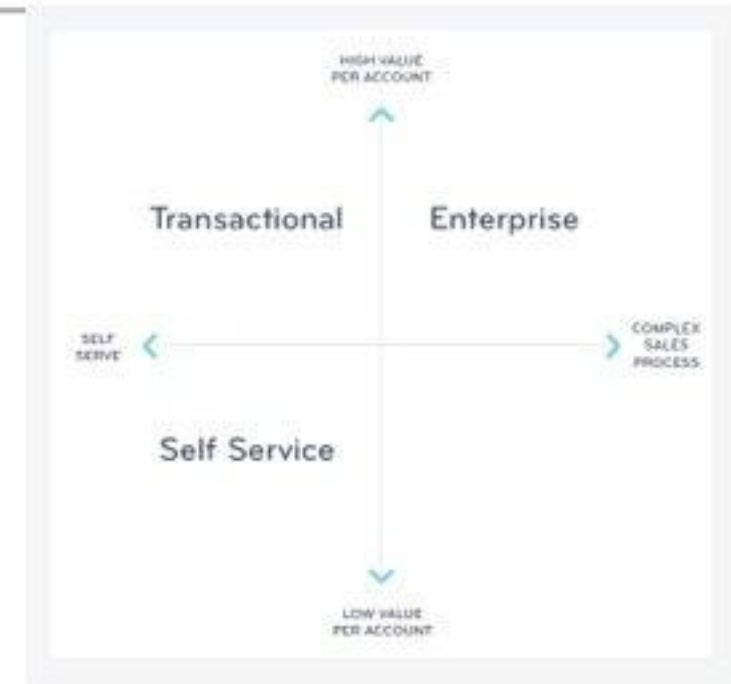 HIGH VALUE
PER ACCOUNT
Transactional
Enterprise
SELF
SERVE
COMPLEX
SALES
PROCESS
Self Service
LOW VALUE
PER ACCOUNT